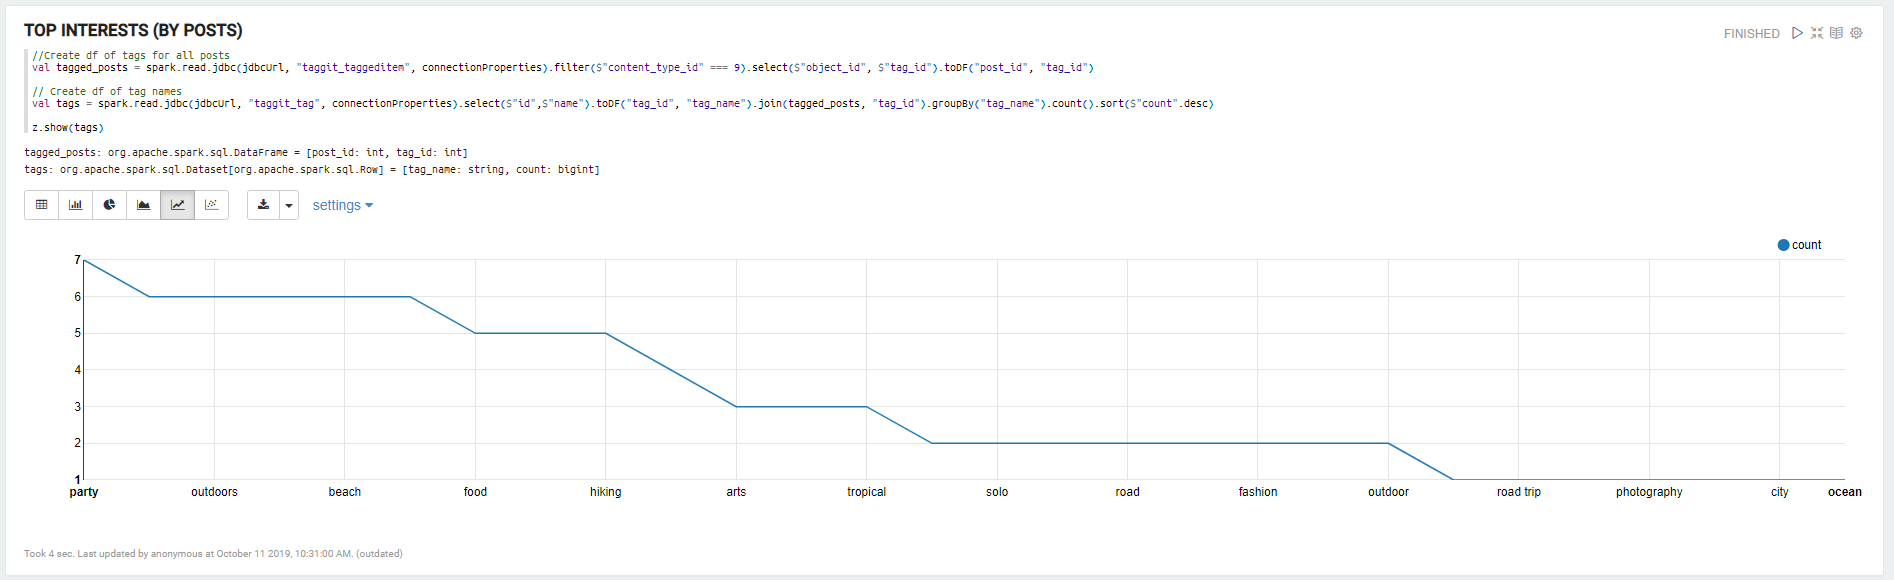 TOP INTERESTS (BY POSTS)
FINISHED
//Create df of tags for all posts
val tagged_posts = spark.read.jdbc(jdbcUrl, "taggit_taggeditem", connectionProperties).filter($"content_type_id" === 9).select($"object_id", $"tag_id").toDF("post_id", "tag_id")
// Create df of tag names
val tags = spark.read.jdbc(jdbcUrl, "taggit_tag", connectionProperties).select($"id",$"name").toDF("tag_id", "tag_name").join(tagged_posts, "tag_id").groupBy("tag_name").count().sort($"count".desc)
z.show(tags)
tagged_posts: org.apache.spark.sql.DataFrame = [post_id: int, tag_id: int]
tags: org.apache.spark.sql.Dataset[org.apache.spark.sql.Row] = [tag_name: string, count: bigint]
settings
count
7
6
5
4
3
2
1
party outdoors beach food hiking arts tropical solo road fashion outdoor road trip photography city ocean
Took 4 sec. Last updated by anonymous at October 11 2019, 10:31:00 AM. (outdated)